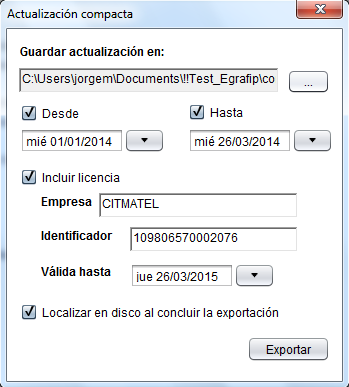 Actualización compacta
Guardar actualización en:
C:\Users\jorgem\Documents\!!Test_Egrafip\co
...
Desde Hasta
mié 01/01/2014 mié 26/03/2014
Incluir licencia
Empresa CITMATEL
Identificador 109806570002076
Válida hasta jue 26/03/2015
Localizar en disco al concluir la exportación
Exportar